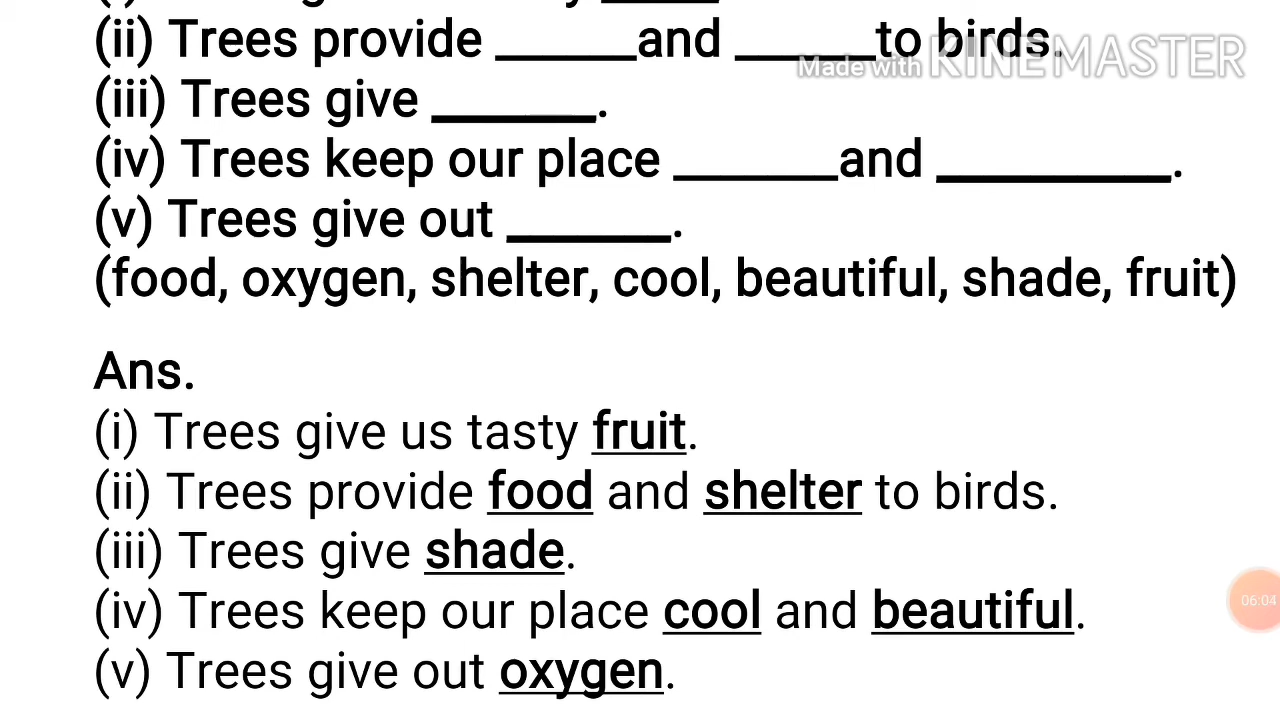 (ii) Trees provide ______and ______to birds.
Made with KINEMASTER
(iii) Trees give _______.
(iv) Trees keep our place _______and __________.
(v) Trees give out _______.
(food, oxygen, shelter, cool, beautiful, shade, fruit)
Ans.
(i) Trees give us tasty fruit.
(ii) Trees provide food and shelter to birds.
(iii) Trees give shade.
(iv) Trees keep our place cool and beautiful.
06:04
(v) Trees give out oxygen.